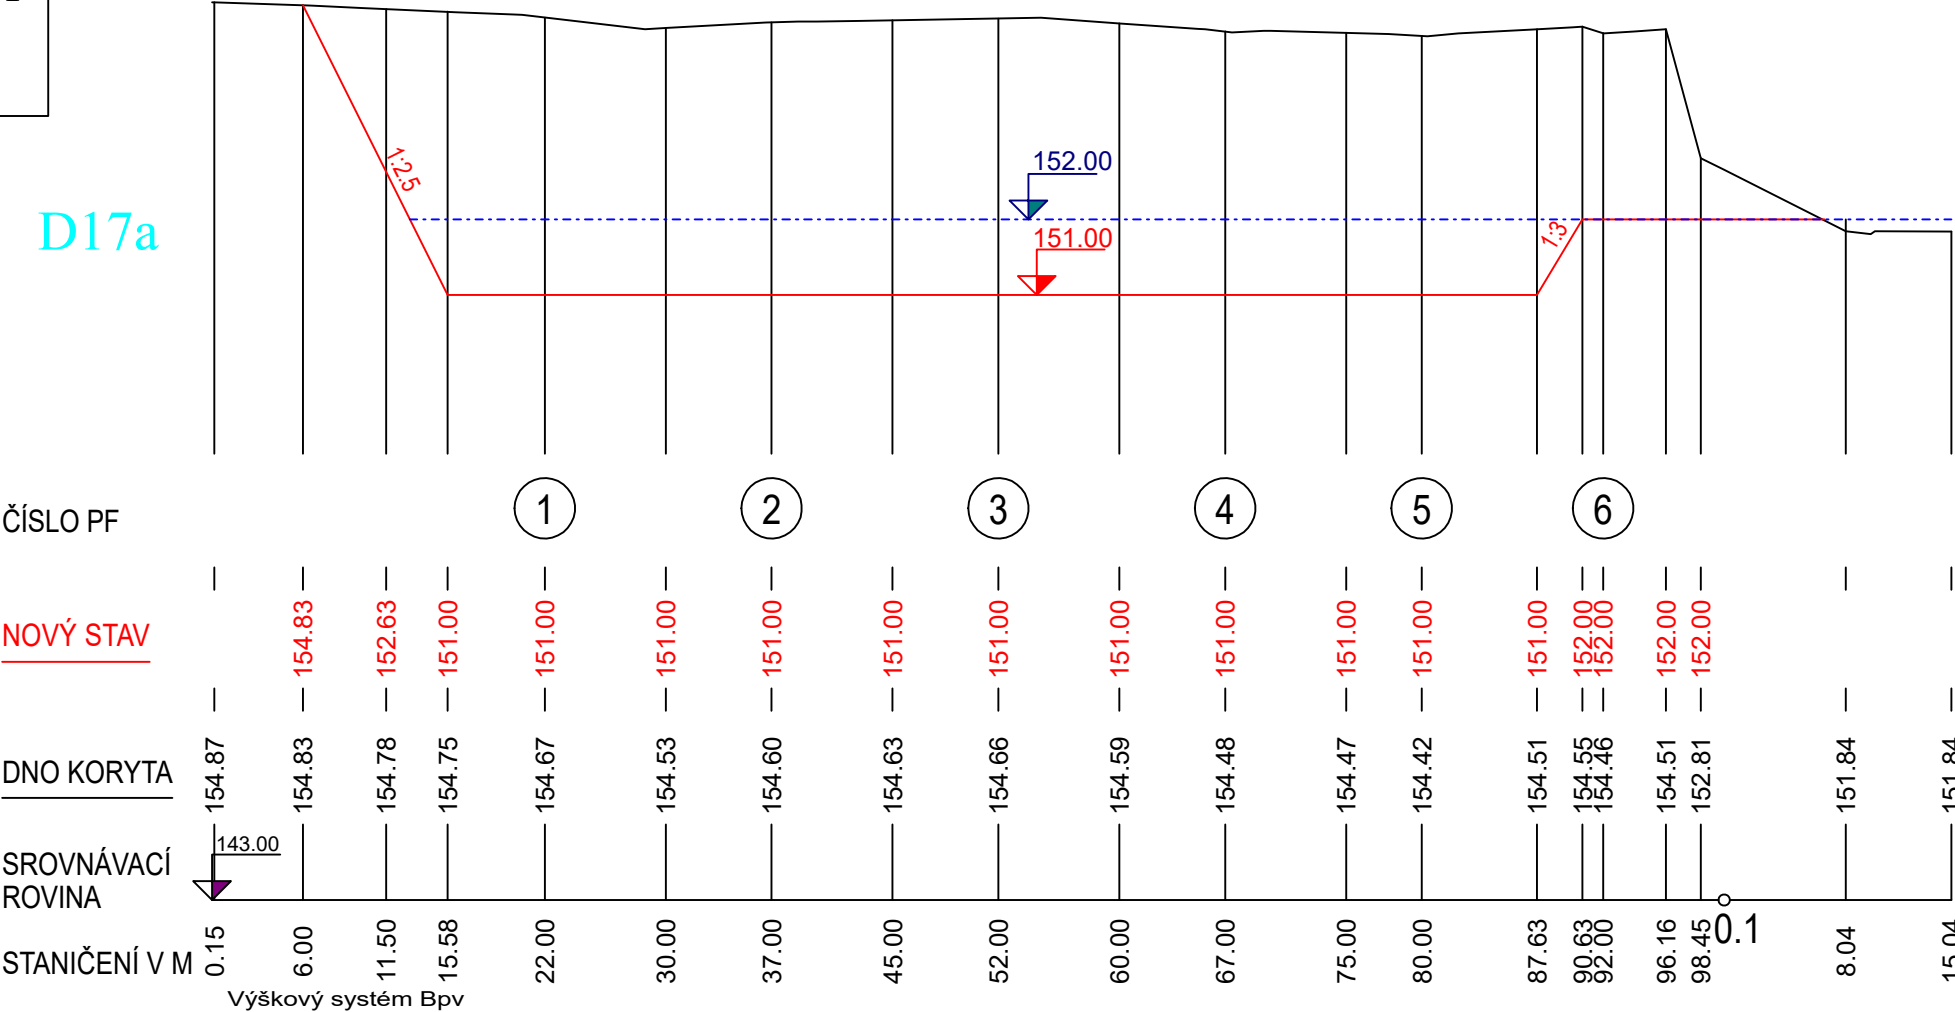 1:2.5
152.00
D17a
151.00
1:3
ČÍSLO PF
1 2 3 4 5 6
NOVÝ STAV
154.83 152.63 151.00 151.00 151.00 151.00 151.00 151.00 151.00 151.00 151.00 151.00 151.00 152.00 152.00 152.00 152.00
DNO KORYTA
154.87 154.83 154.78 154.75 154.67 154.53 154.60 154.63 154.66 154.59 154.48 154.47 154.42 154.51 154.55 154.46 154.51 152.81 151.84 151.84
143.00
SROVNÁVACÍ
ROVINA
STANIČENÍ V M
0.15 6.00 11.50 15.58 22.00 30.00 37.00 45.00 52.00 60.00 67.00 75.00 80.00 87.63 90.63 92.00 96.16 98.45 0.1 8.04 15.04
Výškový systém Bpv